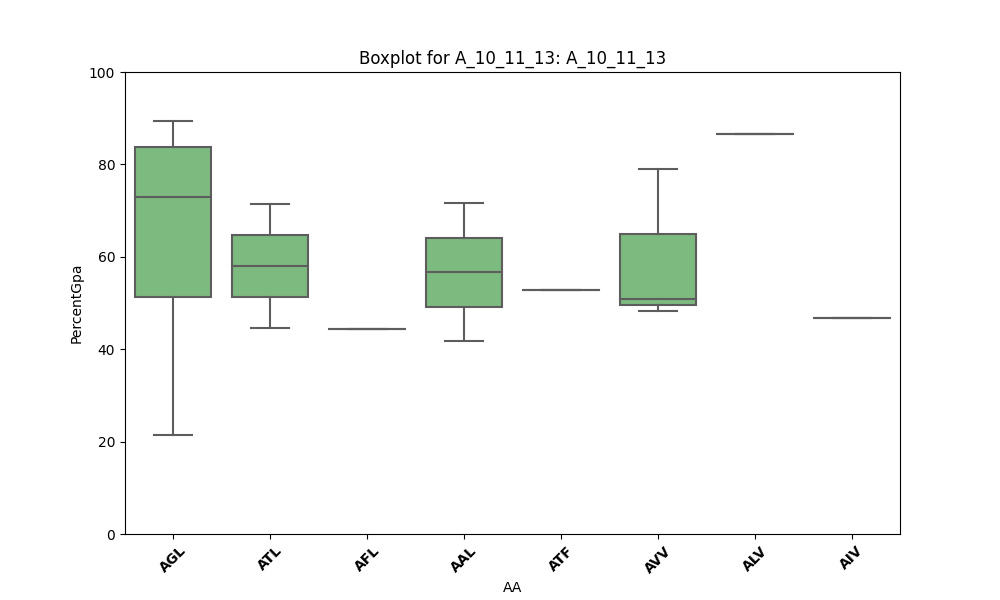 Boxplot for A_10_11_13: A_10_11_13
PercentGpa
100
80
60
40
20
0
AGL ATL AFL AAL ATF AVV ALV AIV
AA